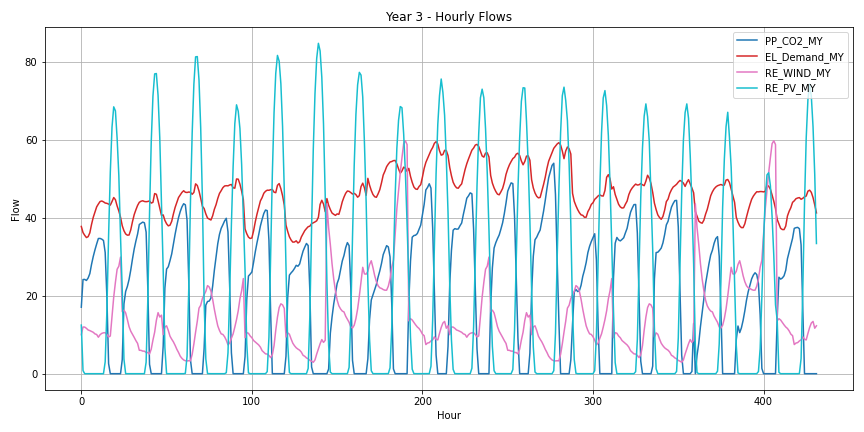 Year 3 - Hourly Flows
PP_CO2_MY
EL_Demand_MY
RE_WIND_MY
RE_PV_MY
Flow
80
60
40
20
0
0 100 200 300 400
Hour